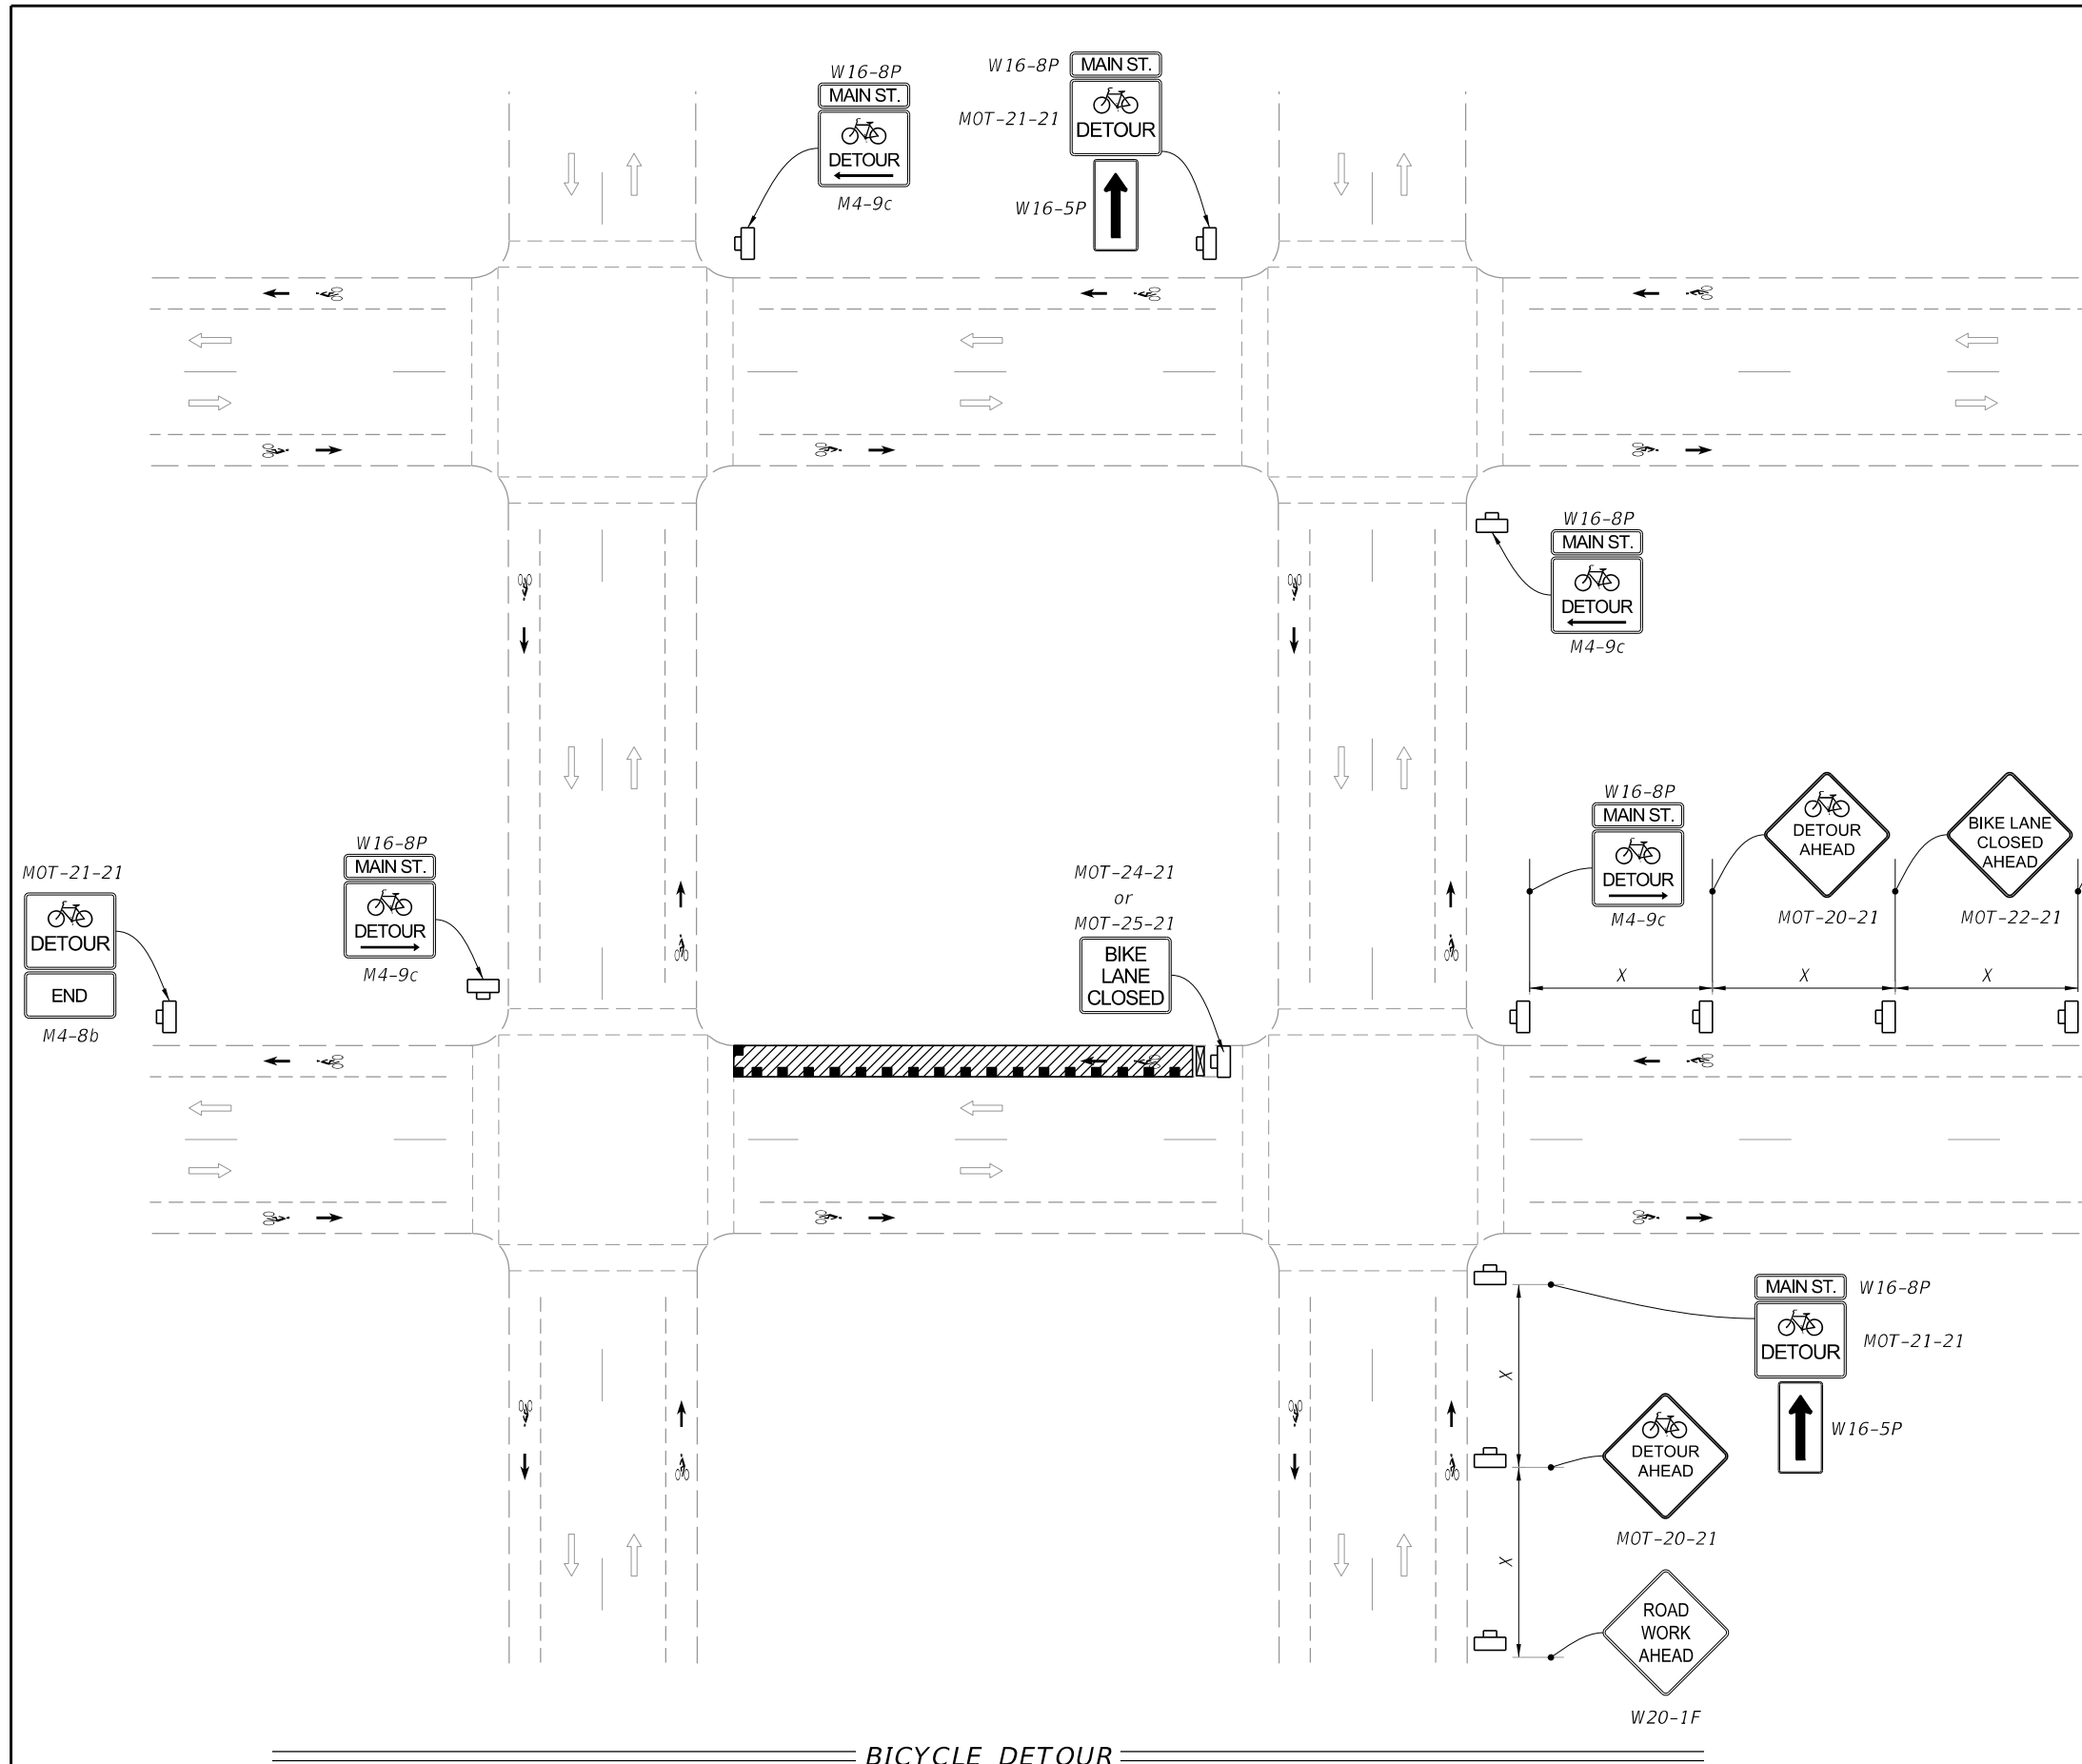 W16-8P
MAIN ST.
DETOUR
M4-9c
W16-8P
MAIN ST.
MOT-21-21
DETOUR
W16-5P
W16-8P
MAIN ST.
DETOUR
M4-9c
W16-8P
MAIN ST.
DETOUR
M4-9c
DETOUR
AHEAD
MOT-20-21
BIKE LANE
CLOSED
AHEAD
MOT-22-21
X
X
X
MOT-21-21
DETOUR
END
M4-8b
W16-8P
MAIN ST.
DETOUR
M4-9c
MOT-24-21
or
MOT-25-21
BIKE
LANE
CLOSED
MAIN ST.
W16-8P
DETOUR
MOT-21-21
W16-5P
X
DETOUR
AHEAD
MOT-20-21
X
ROAD
WORK
AHEAD
W20-1F
BICYCLE DETOUR